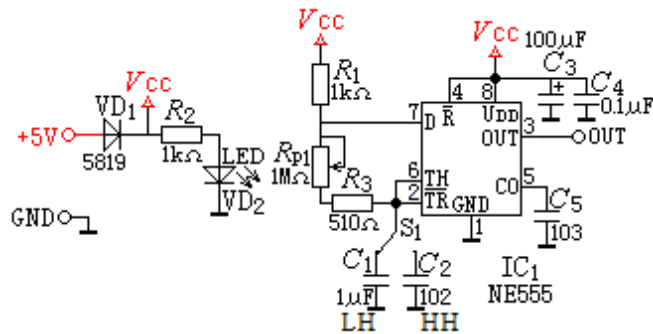 VCC
R1
1kΩ
VCC
100µF
C3
+
C4
0.1µF
4
8
R
UDD
7
D
OUT
3
OUT
VCC
VD1
+5V
5819
R2
1kΩ
LED
VD2
RP1
1MΩ
R3
510Ω
6
TH
2
TR
CO
5
GND
1
C5
103
GND
S1
C1
1µF
LH
C2
102
HH
IC1
NE555